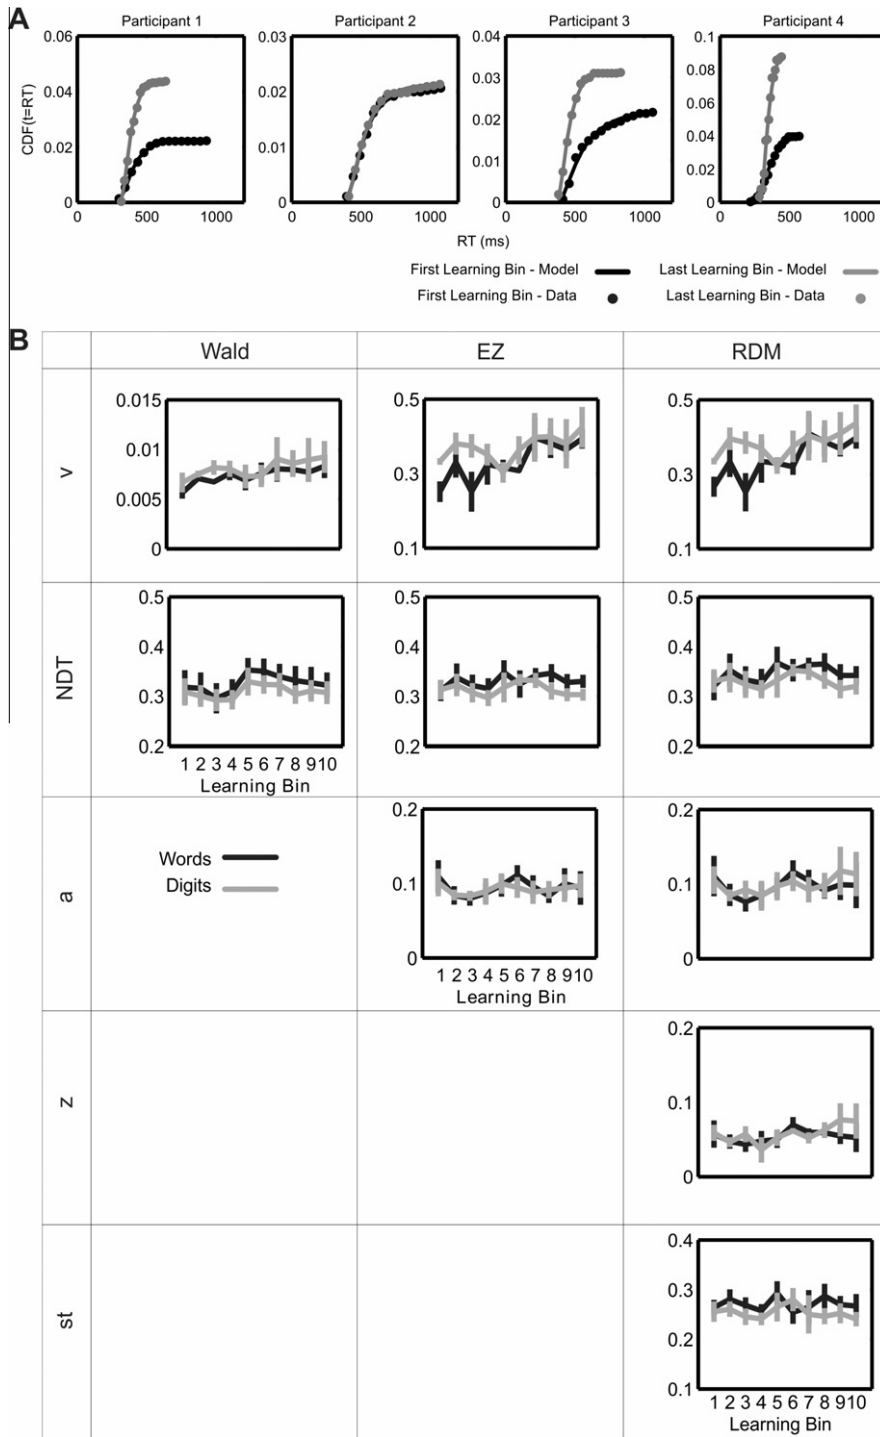 A
Participant 1 Participant 2 Participant 3 Participant 4
CDF(t=RT)
0.06 0.03 0.04 0.1
0.08
0.04 0.02 0.03 0.06
0.02 0.04
0.02 0.01 0.01 0.02
0 0 0 0
500 1000 500 1000 500 1000 500 1000
RT (ms)
First Learning Bin - Model Last Learning Bin - Model
First Learning Bin - Data Last Learning Bin - Data
B
Wald EZ RDM
v
0.015 0.5 0.5
0.01
0.3 0.3
0.005
0 0.1 0.1
NDT
0.5 0.5 0.5
0.4 0.4 0.4
0.3 0.3 0.3
0.2 0.2 0.2
1 2 3 4 5 6 7 8 9 10
Learning Bin
a
0.2 0.2
Words
0.1 0.1
Digits
0 0
1 2 3 4 5 6 7 8 9 10
Learning Bin
z
0.2
0.1
0
st
0.4
0.3
0.2
0.1
1 2 3 4 5 6 7 8 9 10
Learning Bin